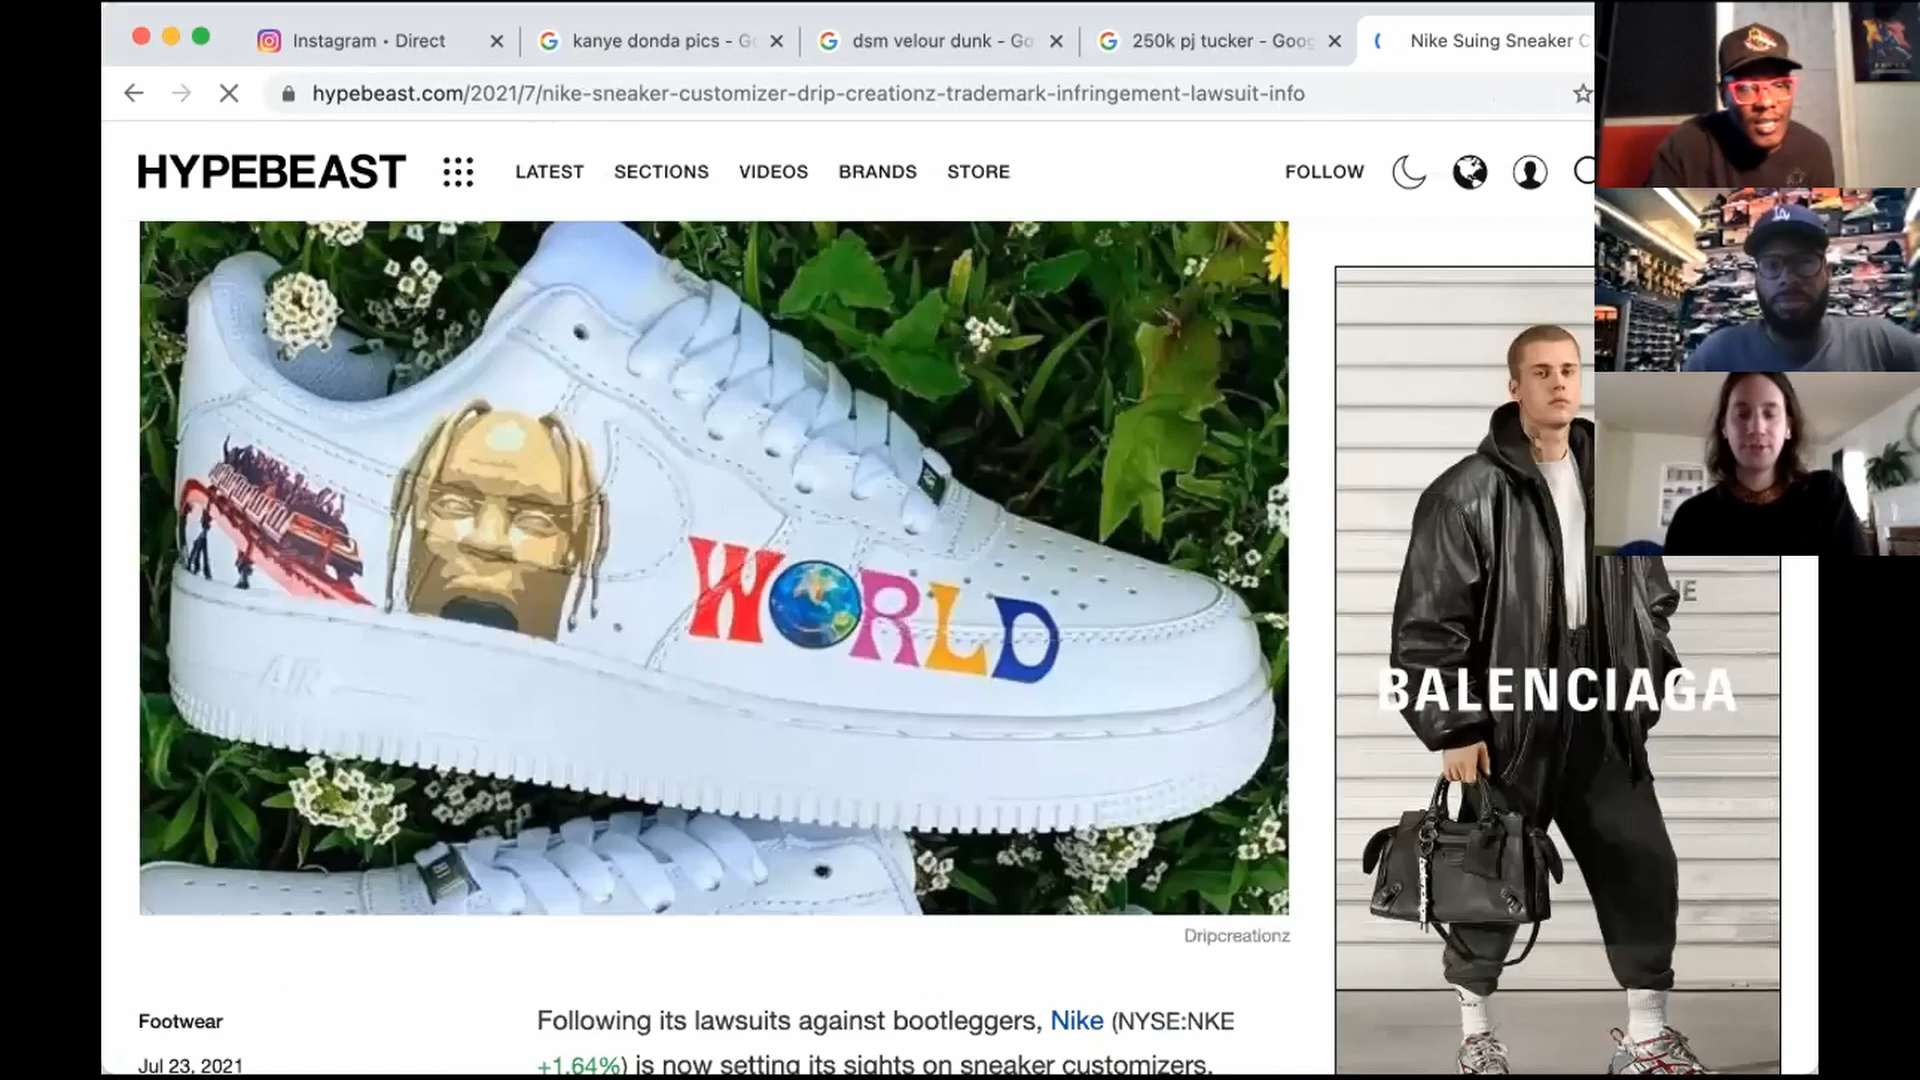 Instagram • Direct
kanye donda pics - Go
dsm velour dunk - Go
250k pj tucker - Goog
Nike Suing Sneaker C
hypebeast.com/2021/7/nike-sneaker-customizer-drip-creationz-trademark-infringement-lawsuit-info
HYPEBEAST
LATEST
SECTIONS
VIDEOS
BRANDS
STORE
FOLLOW
LA
AIR
WORLD
BALENCIAGA
Dripcreationz
Footwear
Jul 23, 2021
Following its lawsuits against bootleggers, Nike (NYSE:NKE
+1.64%) is now setting its sights on sneaker customizers.